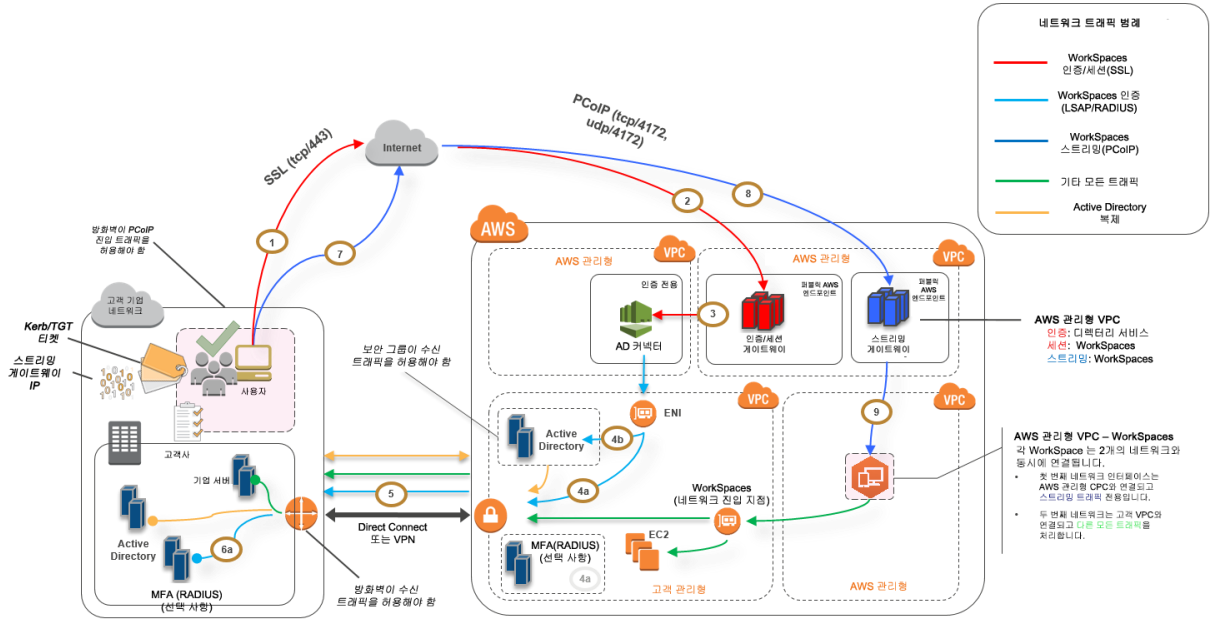 네트워크 트래픽 범례
WorkSpaces
인증/세션(SSL)
WorkSpaces 인증
(LSAP/RADIUS)
WorkSpaces
스트리밍(PCoIP)
기타 모든 트래픽
Active Directory
복제
SSL (tcp/443)
Internet
PCoIP (tcp/4172,
udp/4172)
1
7
2
8
방화벽이 PCoIP
진입 트래픽을
허용해야 함
고객 기업
네트워크
Kerb/TGT
티켓
스트리밍
게이트웨이
IP
사용자
고객사
기업 서버
Active
Directory
6a
MFA (RADIUS)
(선택 사항)
방화벽이 수신
트래픽을 허용해야 함
5
Direct Connect
또는 VPN
보안 그룹이 수신
트래픽을 허용해야 함
AWS
AWS 관리형
VPC
인증 전용
AD 커넥터
3
AWS 관리형
VPC
퍼블릭 AWS
엔드포인트
인증/세션
게이트웨이
퍼블릭
AWS
엔드포인트
스트리밍
게이트웨이
VPC
ENI
Active
Directory
4b
4a
WorkSpaces
(네트워크 진입 지점)
EC2
MFA(RADIUS)
(선택 사항)
4a
고객 관리형
VPC
9
AWS 관리형
AWS 관리형 VPC
인증: 디렉터리 서비스
세션: WorkSpaces
스트리밍: WorkSpaces
AWS 관리형 VPC – WorkSpaces
각 WorkSpace 는 2개의 네트워크와
동시에 연결됩니다.
• 첫 번째 네트워크 인터페이스는
AWS 관리형 CPC와 연결되고
스트리밍 트래픽 전용입니다.
• 두 번째 네트워크는 고객 VPC와
연결되고 다른 모든 트래픽을
처리합니다.